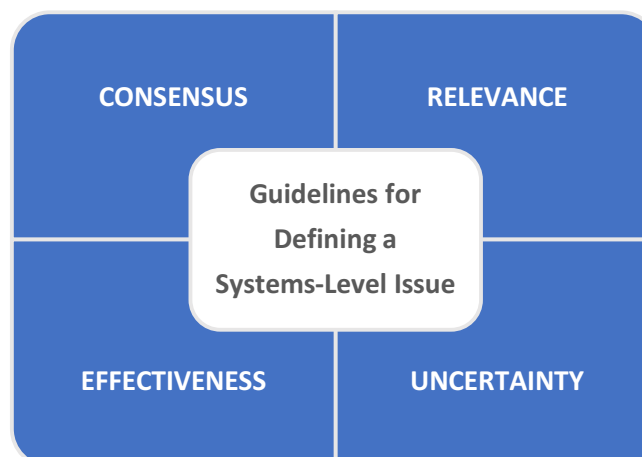 CONSENSUS
RELEVANCE
Guidelines for
Defining a
Systems-Level Issue
EFFECTIVENESS
UNCERTAINTY